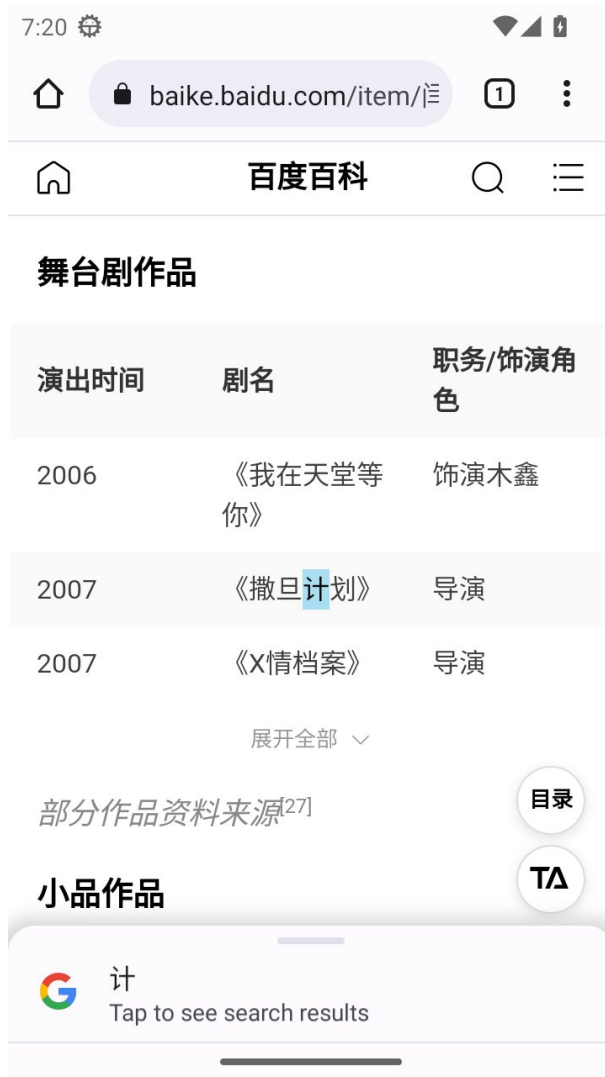 7:20
baike.baidu.com/item/闫
1
百度百科
舞台剧作品
演出时间 剧名 职务/饰演角
色
2006 《我在天堂等 饰演木鑫
你》
2007 《撒旦计划》 导演
2007 《X情档案》 导演
展开全部
部分作品资料来源[27]
目录
小品作品
TA
计
Tap to see search results